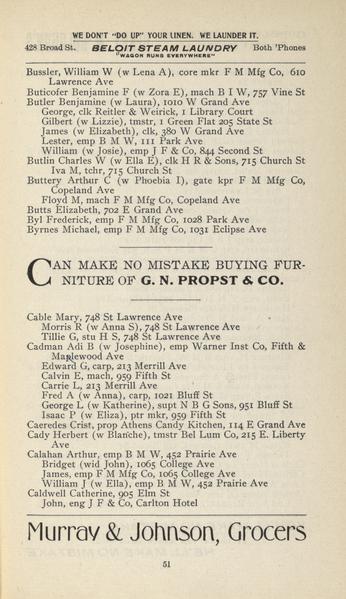 WE DON'T "DO UP" YOUR LINEN. WE LAUNDER IT.
428 Broad St. BELOIT STEAM LAUNDRY Both 'Phones
"WAGON RUNS EVERYWHERE"
Bussler, William W (w Lena A), core mkr F M Mfg Co, 610
Lawrence Ave
Buticofer Benjamine F (w Zora E), mach B I W, 757 Vine St
Butler Benjamine (w Laura), 1010 W Grand Ave
George, clk Reitler & Weirick, 1 Library Court
Gilbert (w Lizzie), tmstr, 1 Green Flat 205 State St
James (w Elizabeth), clk, 380 W Grand Ave
Lester, emp B M W, 111 Park Ave
William (w Josie), emp J F & Co, 844 Second St
Butlin Charles W (w Ella E), clk H R & Sons, 715 Church St
Iva M, tchr, 715 Church St
Buttery Arthur C (w Phoebia I), gate kpr F M Mfg Co,
Copeland Ave
Floyd M, mach F M Mfg Co, Copeland Ave
Butts Elizabeth, 702 E Grand Ave
Byl Frederick, emp F M Mfg Co, 1028 Park Ave
Byrnes Michael, emp F M Mfg Co, 1031 Eclipse Ave
CAN MAKE NO MISTAKE BUYING FUR-
NITURE OF G. N. PROPST & CO.
Cable Mary, 748 St Lawrence Ave
Morris R (w Anna S), 748 St Lawrence Ave
Tillie G, stu H S, 748 St Lawrence Ave
Cadman Adi B (w Josephine), emp Warner Inst Co, Fifth &
Maplewood Ave
Edward G, carp, 213 Merrill Ave
Calvin E, mach, 959 Fifth St
Carrie L, 213 Merrill Ave
Fred A (w Anna), carp, 1021 Bluff St
George L (w Katherine), supt N B G Sons, 951 Bluff St
Isaac P (w Eliza), ptr mkr, 959 Fifth St
Caeredes Crist, prop Athens Candy Kitchen, 114 E Grand Ave
Cady Herbert (w Blanche), tmstr Bel Lum Co, 215 E. Liberty
Ave
Calahan Arthur, emp B M W, 452 Prairie Ave
Bridget (wid John), 1065 College Ave
James, emp F M Mfg Co, 1065 College Ave
William J (w Ella), emp B M W, 452 Prairie Ave
Caldwell Catherine, 905 Elm St
John, eng J F & Co, Carlton Hotel
Murray & Johnson, Grocers
51